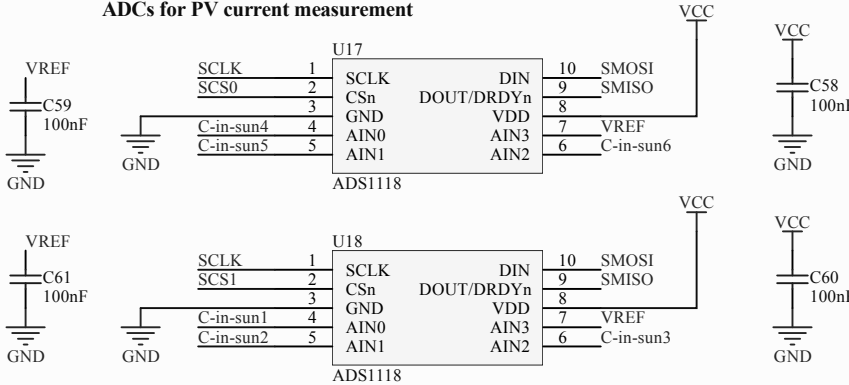 ADCs for PV current measurement
VCC
VCC
U17
VREF
SCLK 1 SCLK DIN 10 SMOSI
SCS0 2 CSn DOUT/DRDYn 9 SMISO
C59
3 GND VDD 8
C58
100nF
100nF
C-in-sun4 4 AIN0 AIN3 7 VREF
C-in-sun5 5 AIN1 AIN2 6 C-in-sun6
GND
GND
GND
ADS1118
VCC
VCC
U18
VREF
SCLK 1 SCLK DIN 10 SMOSI
SCS1 2 CSn DOUT/DRDYn 9 SMISO
C61
3 GND VDD 8
C60
100nF
100nF
C-in-sun1 4 AIN0 AIN3 7 VREF
C-in-sun2 5 AIN1 AIN2 6 C-in-sun3
GND
GND
GND
ADS1118